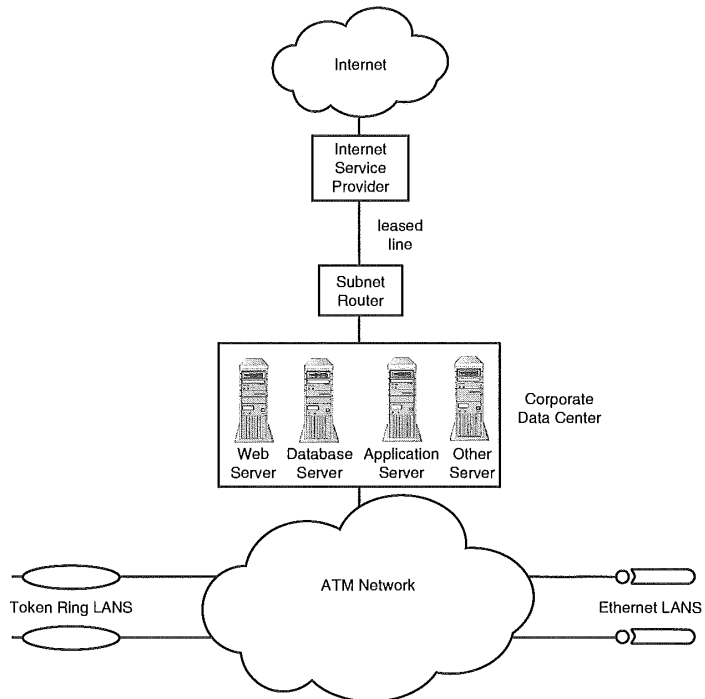 Internet
Internet
Service
Provider
leased
line
Subnet
Router
Web
Server
Database
Server
Application
Server
Other
Server
Corporate
Data Center
ATM Network
Token Ring LANS
Ethernet LANS